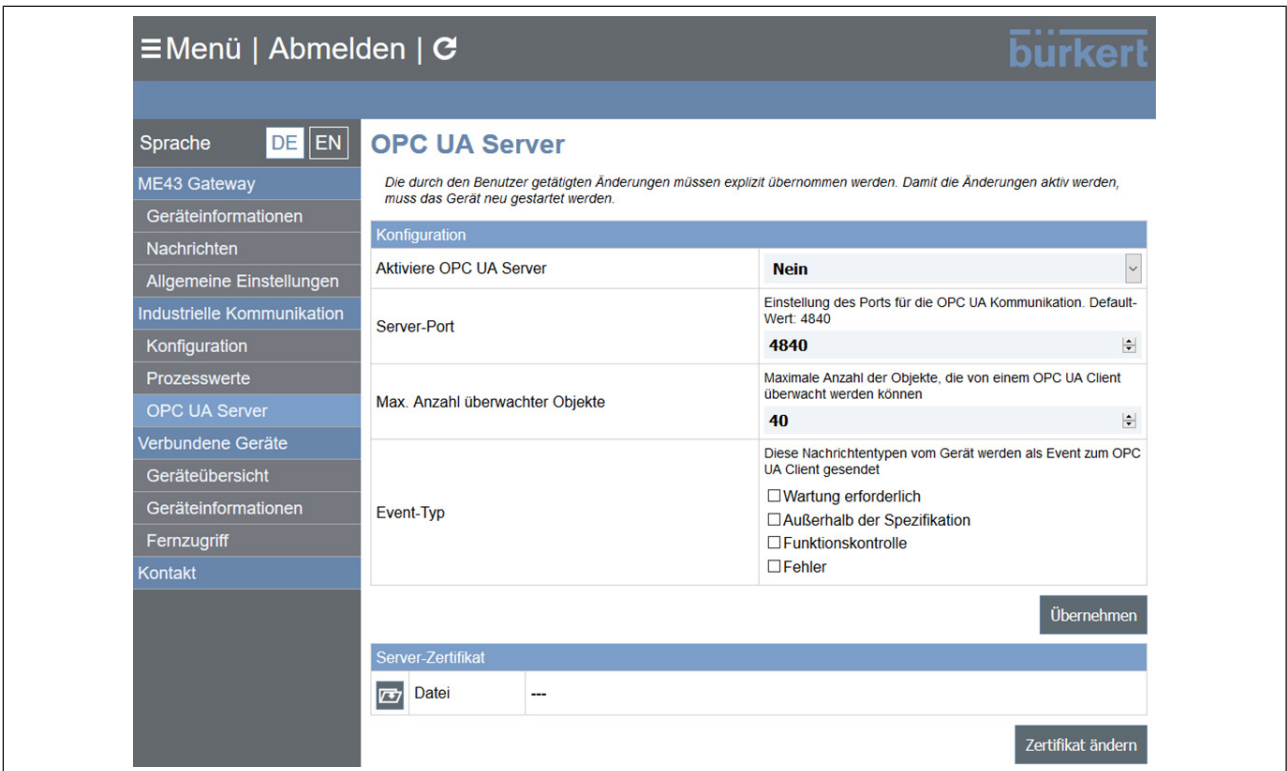 ≡Menü | Abmelden |
bürkert
Sprache DE EN
ME43 Gateway
Geräteinformationen
Nachrichten
Allgemeine Einstellungen
Industrielle Kommunikation
Konfiguration
Prozesswerte
OPC UA Server
Verbundene Geräte
Geräteübersicht
Geräteinformationen
Fernzugriff
Kontakt
OPC UA Server
Die durch den Benutzer getätigten Änderungen müssen explizit übernommen werden. Damit die Änderungen aktiv werden,
muss das Gerät neu gestartet werden.
Konfiguration
Aktiviere OPC UA Server
Nein
Server-Port
Einstellung des Ports für die OPC UA Kommunikation. Default-
Wert: 4840
4840
Max. Anzahl überwachter Objekte
Maximale Anzahl der Objekte, die von einem OPC UA Client
überwacht werden können
40
Event-Typ
Diese Nachrichtentypen vom Gerät werden als Event zum OPC
UA Client gesendet
Wartung erforderlich
Außerhalb der Spezifikation
Funktionskontrolle
Fehler
Übernehmen
Server-Zertifikat
Datei ---
Zertifikat ändern